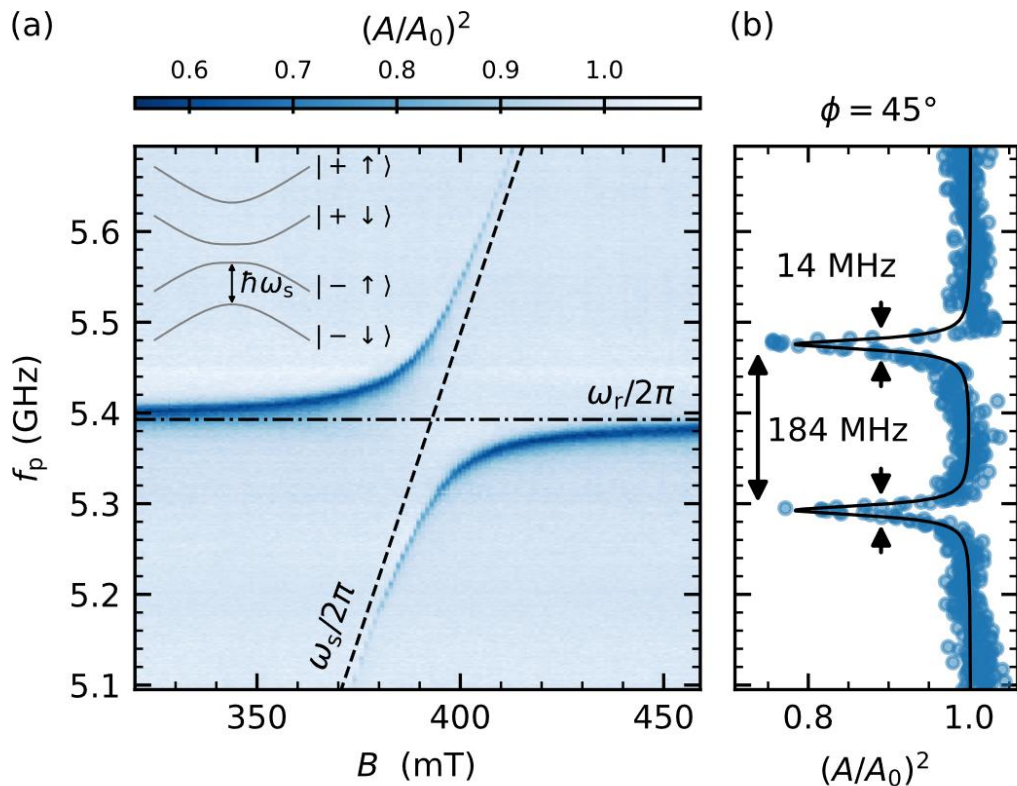 (a)
(A/A₀)²
0.6 0.7 0.8 0.9 1.0
| + ↑ ⟩
| + ↓ ⟩
| − ↑ ⟩
ħωₛ
| − ↓ ⟩
ωᵣ/2π
ωₛ/2π
5.6
5.5
5.4
5.3
5.2
5.1
fₚ (GHz)
350 400 450
B (mT)
(b)
ϕ = 45°
14 MHz
184 MHz
0.8 1.0
(A/A₀)²